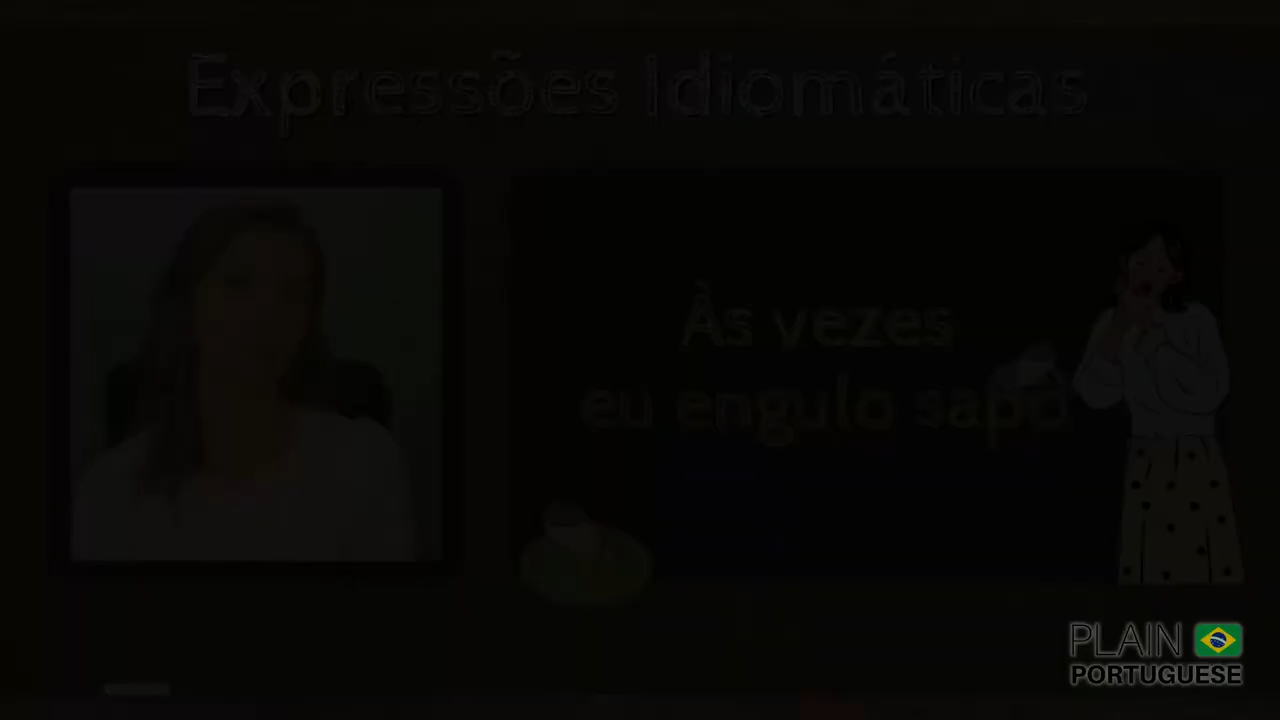 Expressões Idiomáticas
Às vezes
eu engulo sapo
PLAIN
PORTUGUESE